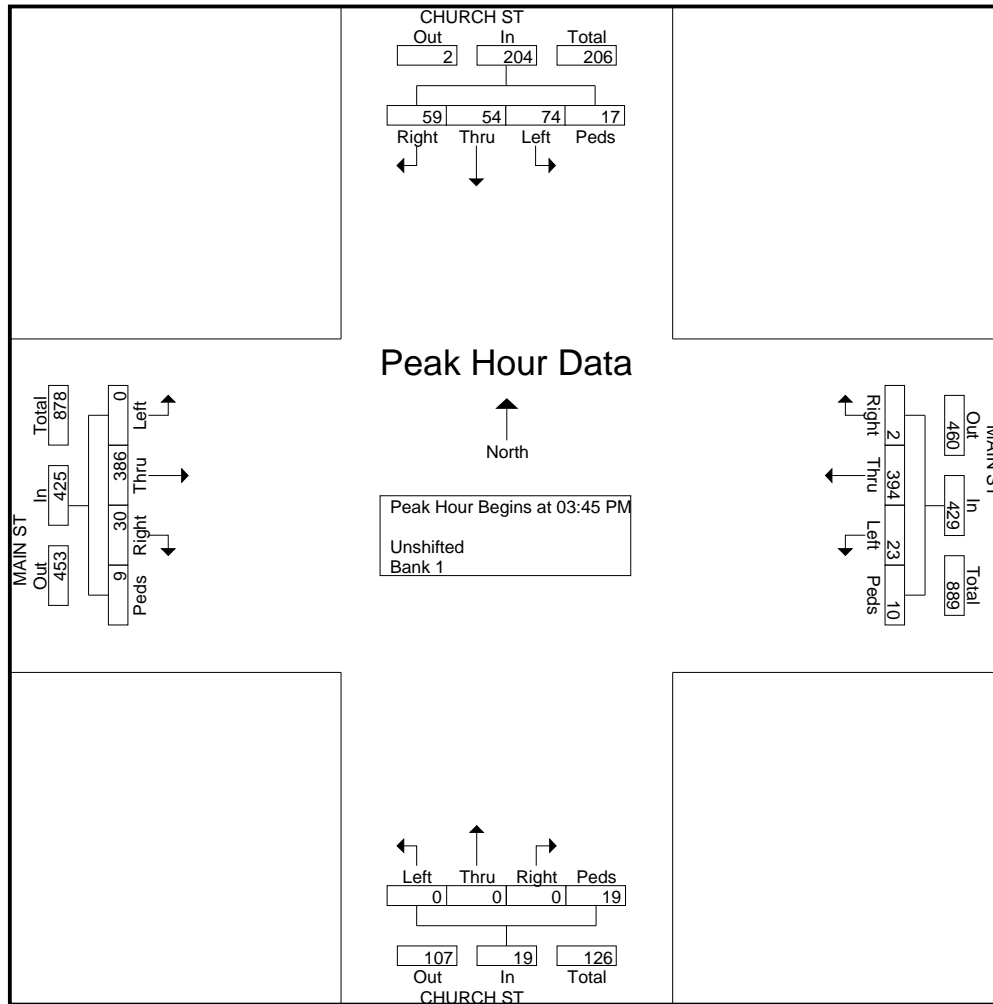 CHURCH ST
Out In Total
2 204 206
59 54 74 17
Right Thru Left Peds
Peak Hour Data
North
Peak Hour Begins at 03:45 PM
Unshifted
Bank 1
MAIN ST
Out In Total
453 425 878
0 386 30 9
Left Thru Right Peds
MAIN ST
Out In Total
460 429 889
2 394 23 10
Right Thru Left Peds
Left Thru Right Peds
0 0 0 19
107 19 126
Out In Total
CHURCH ST